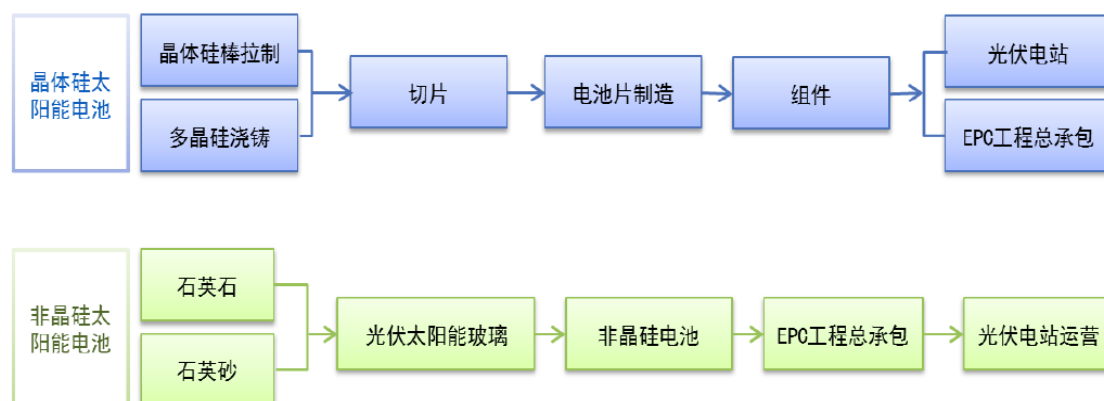 晶体硅太
阳能电池
晶体硅棒拉制
多晶硅浇铸
切片
电池片制造
组件
光伏电站
EPC工程总承包
非晶硅太
阳能电池
石英石
石英砂
光伏太阳能玻璃
非晶硅电池
EPC工程总承包
光伏电站运营